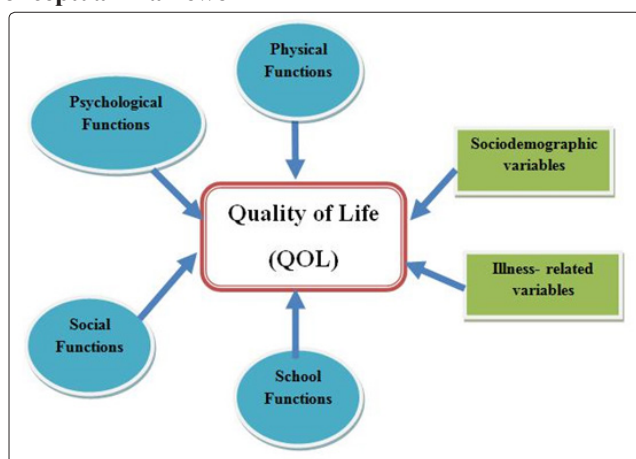 Physical
Functions
Psychological
Functions
Sociodemographic
variables
Quality of Life
(QOL)
Illness- related
variables
Social
Functions
School
Functions